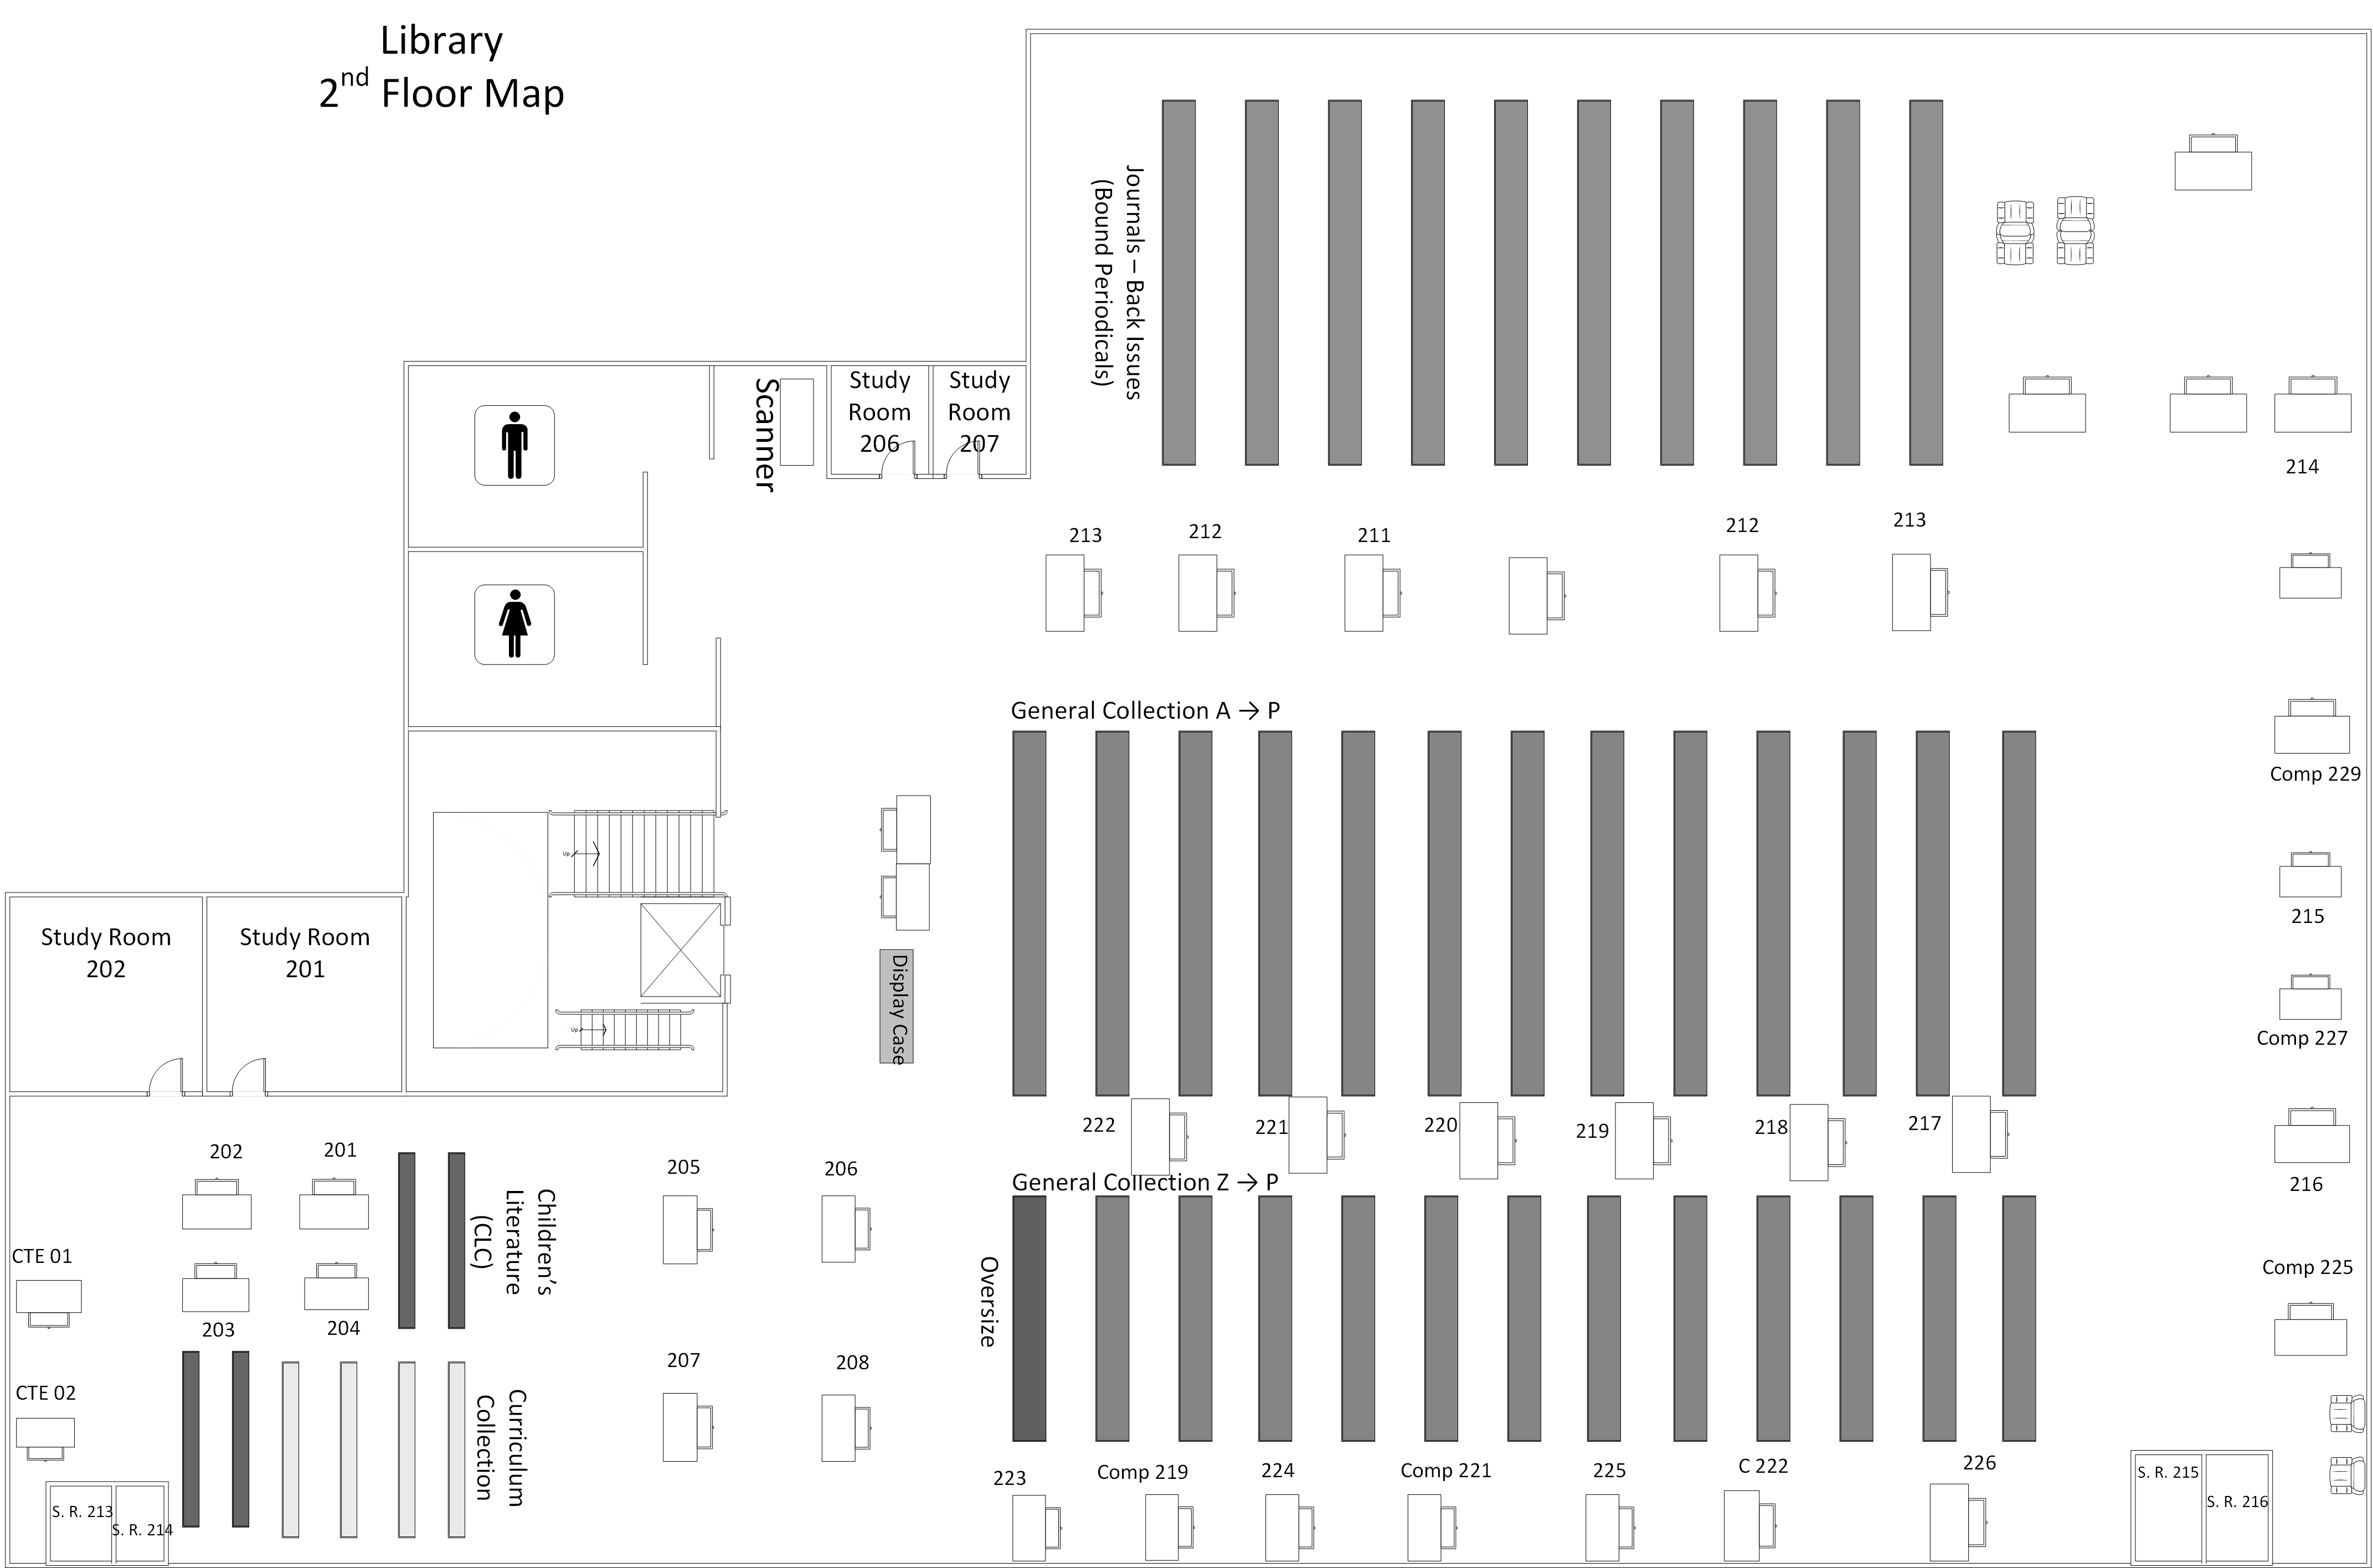 Library
2nd Floor Map
Journals – Back Issues
(Bound Periodicals)
Scanner
Study
Room
206
Study
Room
207
214
213
212
211
212
213
General Collection A → P
Comp 229
Up
Display Case
215
Study Room
202
Study Room
201
Up
Comp 227
222
221
220
219
218
217
202
201
Children's
Literature
(CLC)
205
206
General Collection Z → P
216
CTE 01
Oversize
Comp 225
203
204
207
208
CTE 02
Curriculum
Collection
223
Comp 219
224
Comp 221
225
C 222
226
S. R. 213
S. R. 214
S. R. 215
S. R. 216